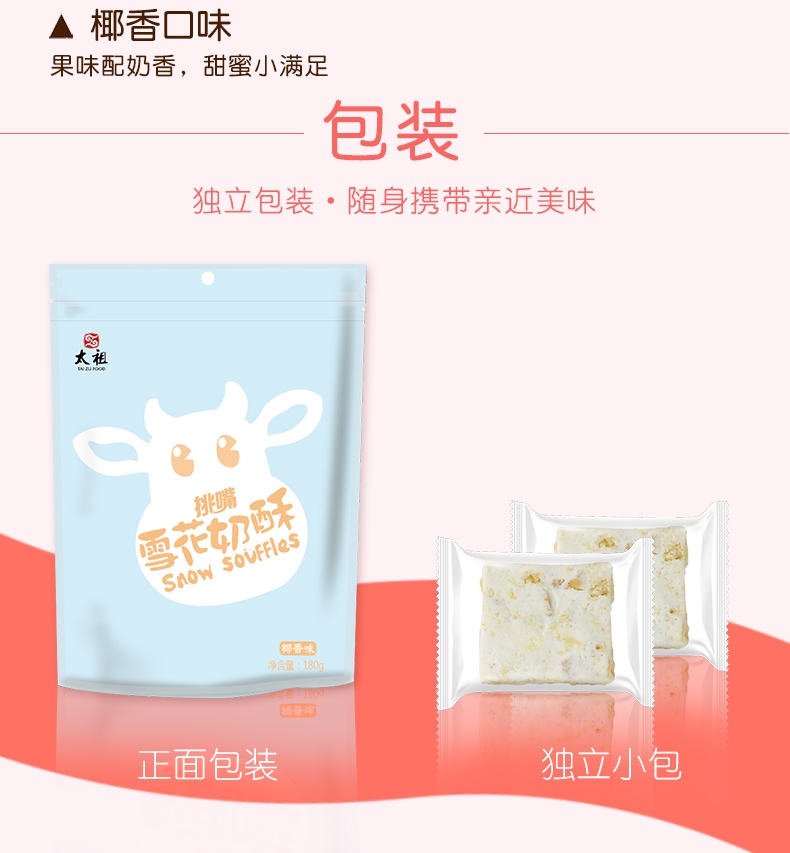 ▲ 椰香口味
果味配奶香，甜蜜小满足
包装
独立包装·随身携带亲近美味
太祖
TAI ZU FOOD
挑嘴
雪花奶酥
Snow souffles
椰香味
净含量：180g
正面包装
独立小包